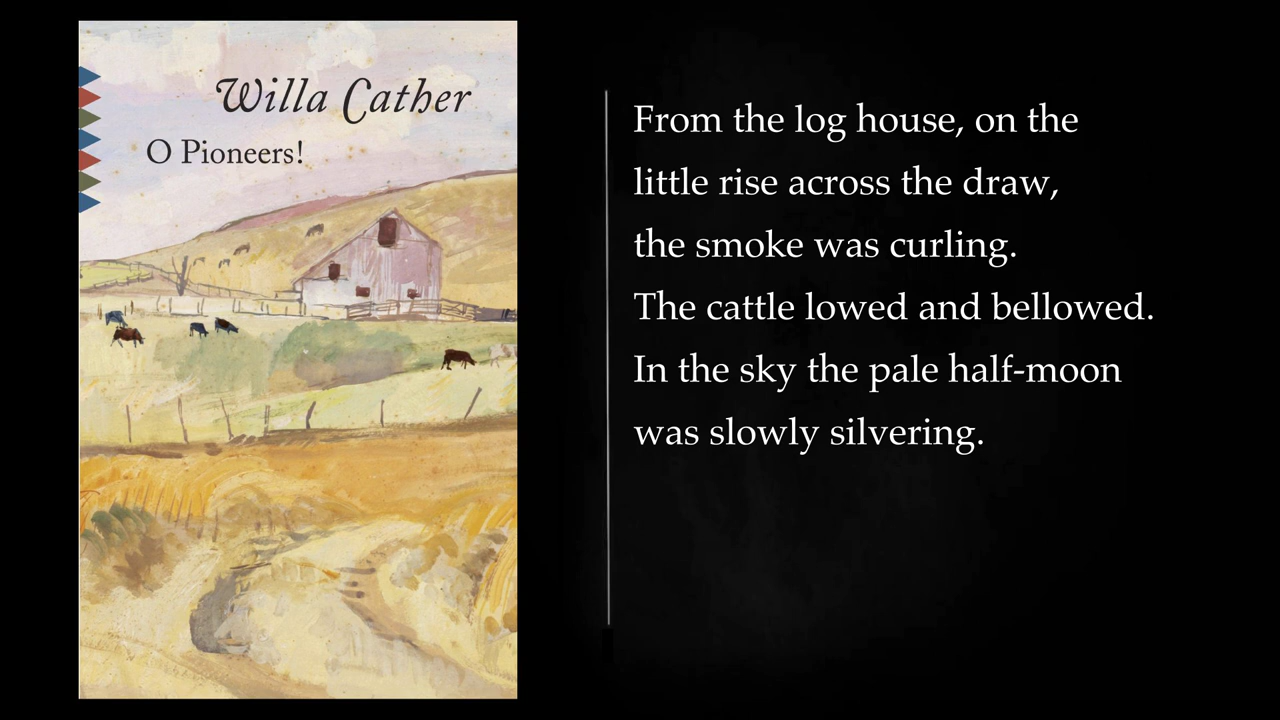 Willa Cather
O Pioneers!
From the log house, on the
little rise across the draw,
the smoke was curling.
The cattle lowed and bellowed.
In the sky the pale half-moon
was slowly silvering.